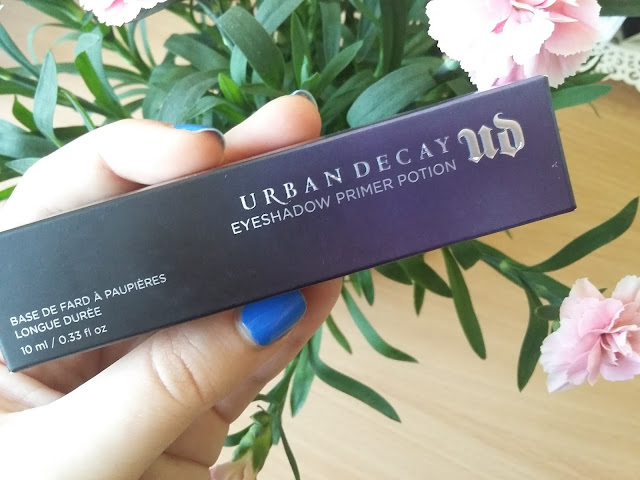 URBAN DECAY UD
EYESHADOW PRIMER POTION
BASE DE FARD À PAUPIÈRES
LONGUE DURÉE
10 ml / 0.33 fl oz